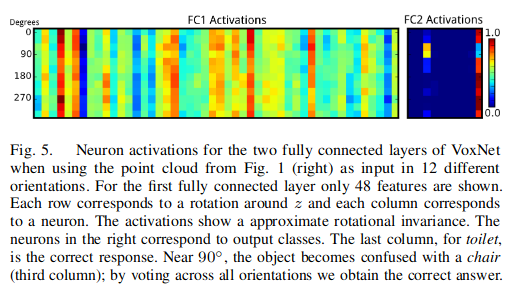 Degrees FC1 Activations FC2 Activations
0 1.0
90
180
270
0.0
Fig. 5. Neuron activations for the two fully connected layers of VoxNet
when using the point cloud from Fig. 1 (right) as input in 12 different
orientations. For the first fully connected layer only 48 features are shown.
Each row corresponds to a rotation around z and each column corresponds
to a neuron. The activations show a approximate rotational invariance. The
neurons in the right correspond to output classes. The last column, for toilet,
is the correct response. Near 90°, the object becomes confused with a chair
(third column); by voting across all orientations we obtain the correct answer.